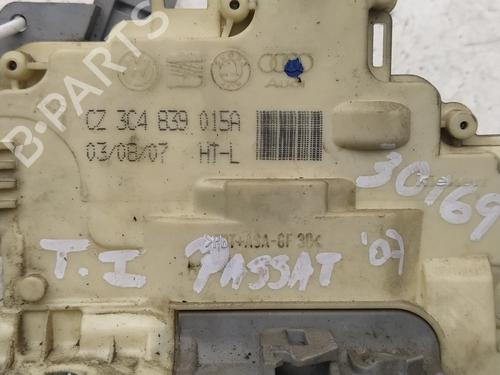 B-PARTS
Audi
CZ 3C4 839 015A
03/08/07 HT-L
30169
T.I PASSAT '07